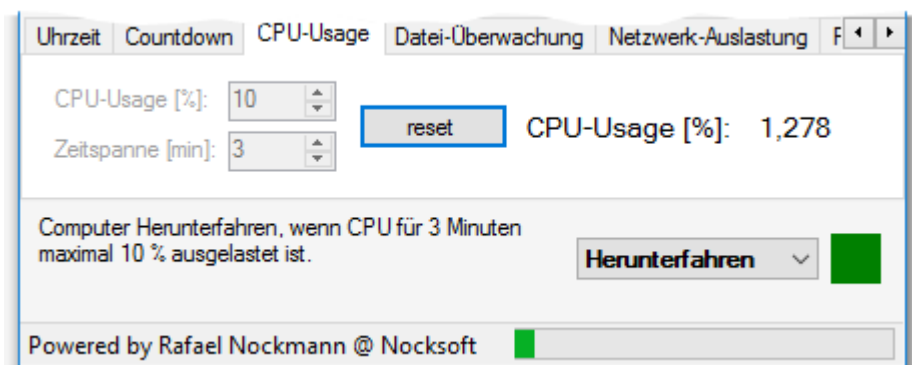 Uhrzeit Countdown CPU-Usage Datei-Überwachung Netzwerk-Auslastung
CPU-Usage [%]: 10
Zeitspanne [min]: 3
reset
CPU-Usage [%]: 1,278
Computer Herunterfahren, wenn CPU für 3 Minuten
maximal 10 % ausgelastet ist.
Herunterfahren
Powered by Rafael Nockmann @ Nocksoft